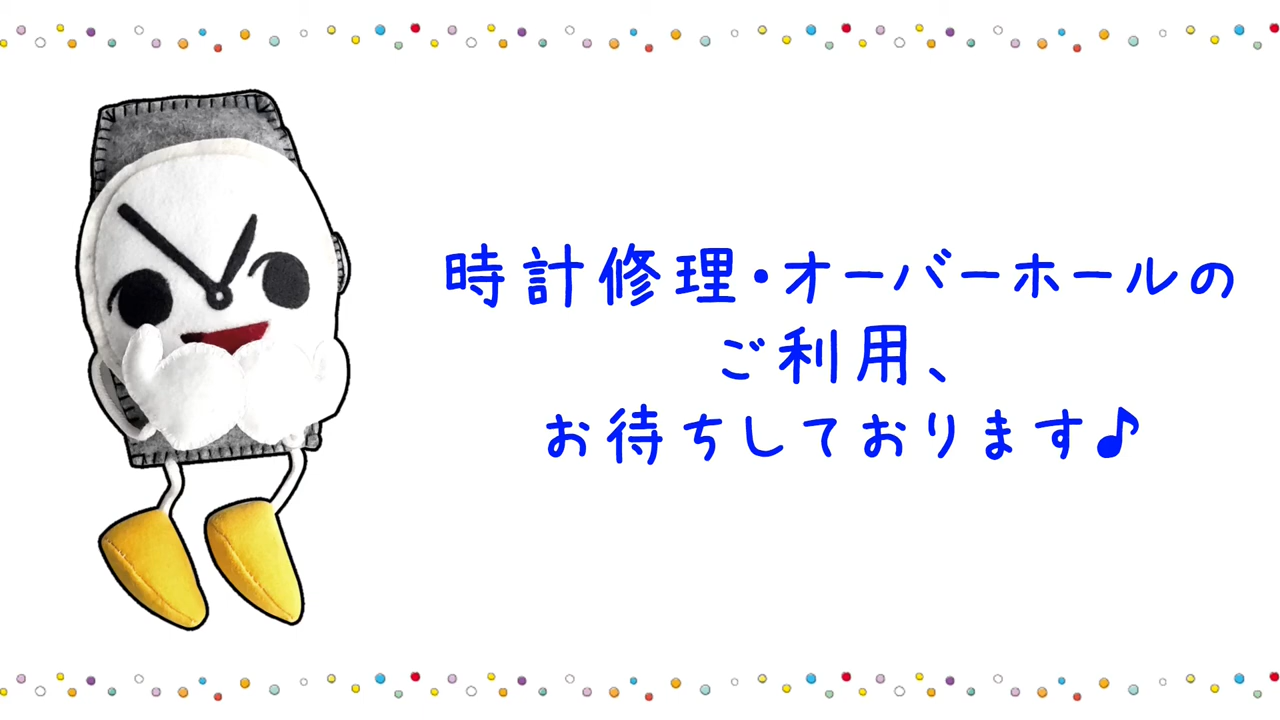 時計修理・オーバーホールの
ご利用、
お待ちしております♪